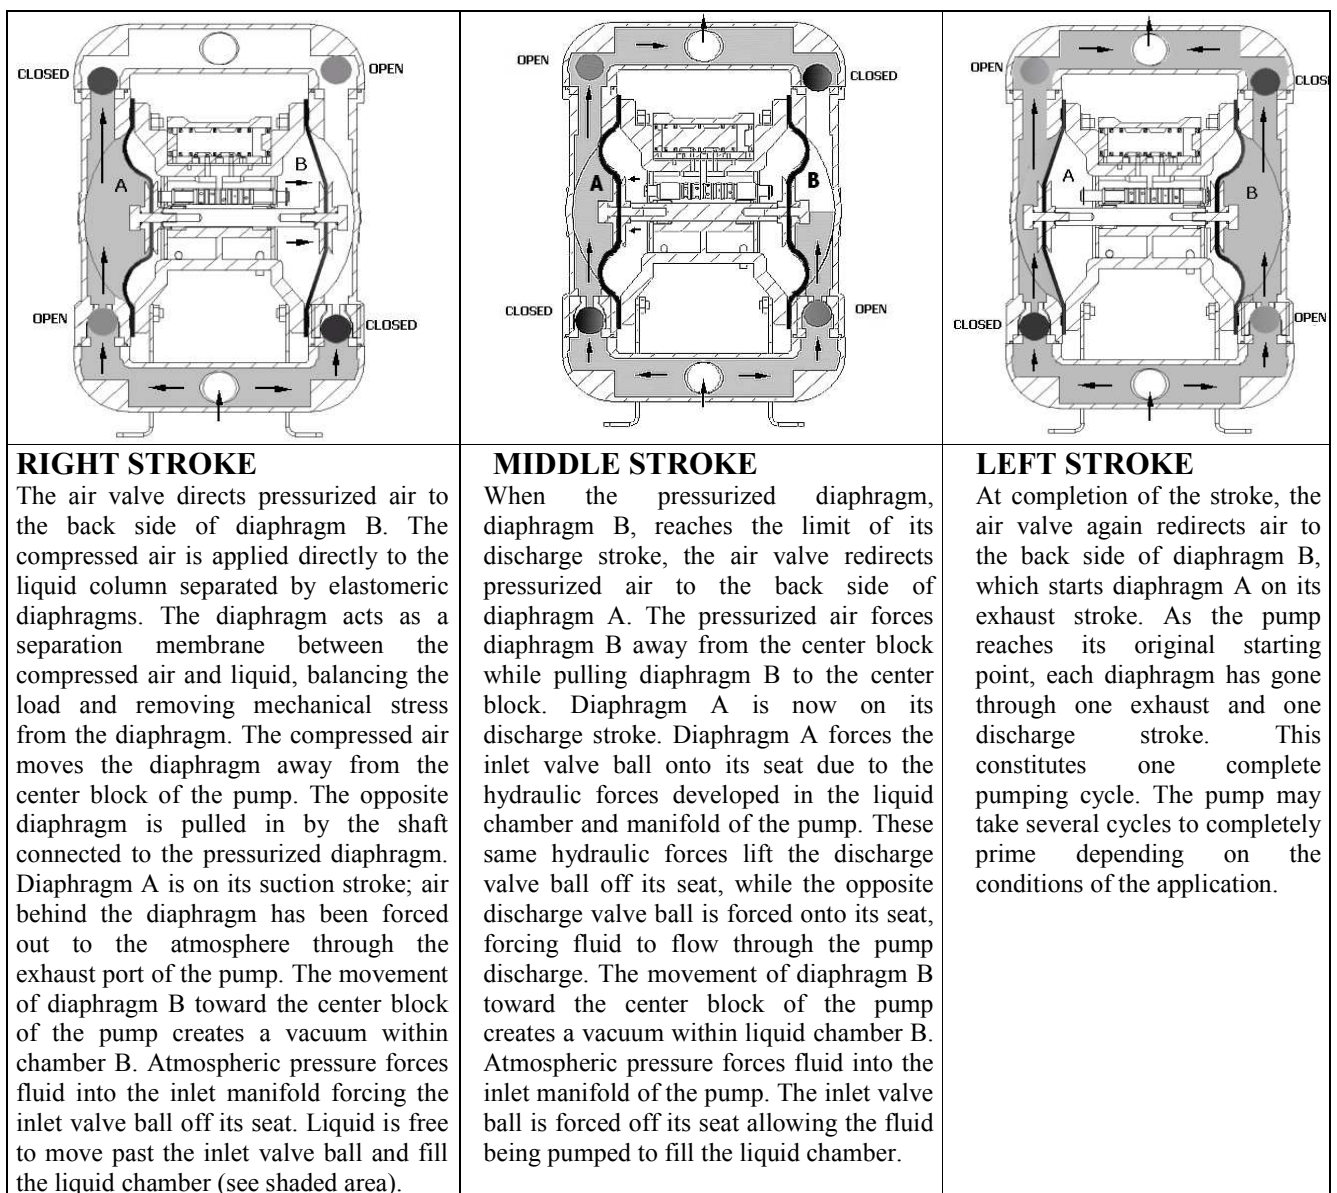 CLOSED
OPEN
A
B
OPEN
CLOSED
OPEN
CLOSED
A
B
CLOSED
OPEN
OPEN
CLOS
A
B
CLOSED
OPEN
RIGHT STROKE
The air valve directs pressurized air to
the back side of diaphragm B. The
compressed air is applied directly to the
liquid column separated by elastomeric
diaphragms. The diaphragm acts as a
separation membrane between the
compressed air and liquid, balancing the
load and removing mechanical stress
from the diaphragm. The compressed air
moves the diaphragm away from the
center block of the pump. The opposite
diaphragm is pulled in by the shaft
connected to the pressurized diaphragm.
Diaphragm A is on its suction stroke; air
behind the diaphragm has been forced
out to the atmosphere through the
exhaust port of the pump. The movement
of diaphragm B toward the center block
of the pump creates a vacuum within
chamber B. Atmospheric pressure forces
fluid into the inlet manifold forcing the
inlet valve ball off its seat. Liquid is free
to move past the inlet valve ball and fill
the liquid chamber (see shaded area).
MIDDLE STROKE
When the pressurized diaphragm,
diaphragm B, reaches the limit of its
discharge stroke, the air valve redirects
pressurized air to the back side of
diaphragm A. The pressurized air forces
diaphragm B away from the center block
while pulling diaphragm B to the center
block. Diaphragm A is now on its
discharge stroke. Diaphragm A forces the
inlet valve ball onto its seat due to the
hydraulic forces developed in the liquid
chamber and manifold of the pump. These
same hydraulic forces lift the discharge
valve ball off its seat, while the opposite
discharge valve ball is forced onto its seat,
forcing fluid to flow through the pump
discharge. The movement of diaphragm B
toward the center block of the pump
creates a vacuum within liquid chamber B.
Atmospheric pressure forces fluid into the
inlet manifold of the pump. The inlet valve
ball is forced off its seat allowing the fluid
being pumped to fill the liquid chamber.
LEFT STROKE
At completion of the stroke, the
air valve again redirects air to
the back side of diaphragm B,
which starts diaphragm A on its
exhaust stroke. As the pump
reaches its original starting
point, each diaphragm has gone
through one exhaust and one
discharge stroke. This
constitutes one complete
pumping cycle. The pump may
take several cycles to completely
prime depending on the
conditions of the application.